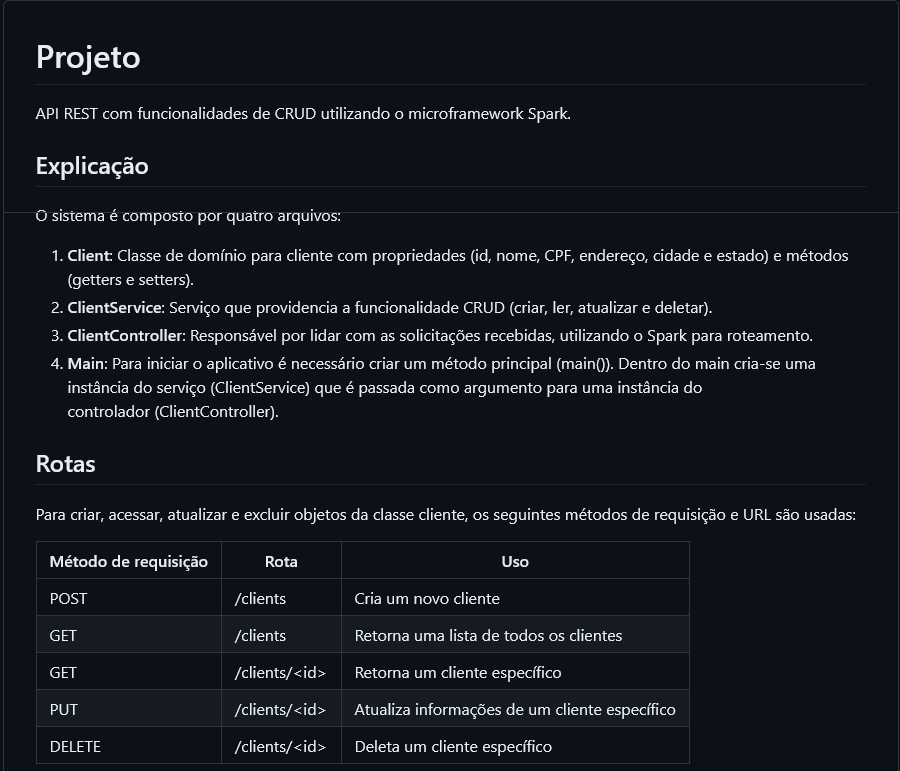 Projeto
API REST com funcionalidades de CRUD utilizando o microframework Spark.
Explicação
O sistema é composto por quatro arquivos:
1. Client: Classe de domínio para cliente com propriedades (id, nome, CPF, endereço, cidade e estado) e métodos
(getters e setters).
2. ClientService: Serviço que providencia a funcionalidade CRUD (criar, ler, atualizar e deletar).
3. ClientController: Responsável por lidar com as solicitações recebidas, utilizando o Spark para roteamento.
4. Main: Para iniciar o aplicativo é necessário criar um método principal (main()). Dentro do main cria-se uma
instância do serviço (ClientService) que é passada como argumento para uma instância do
controlador (ClientController).
Rotas
Para criar, acessar, atualizar e excluir objetos da classe cliente, os seguintes métodos de requisição e URL são usadas:
Método de requisição Rota Uso
POST /clients Cria um novo cliente
GET /clients Retorna uma lista de todos os clientes
GET /clients/<id> Retorna um cliente específico
PUT /clients/<id> Atualiza informações de um cliente específico
DELETE /clients/<id> Deleta um cliente específico